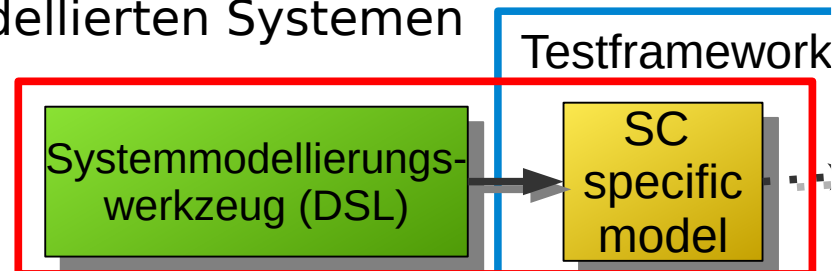 dellierten Systemen
Testframework
Systemmodellierungs-
werkzeug (DSL)
SC
specific
model